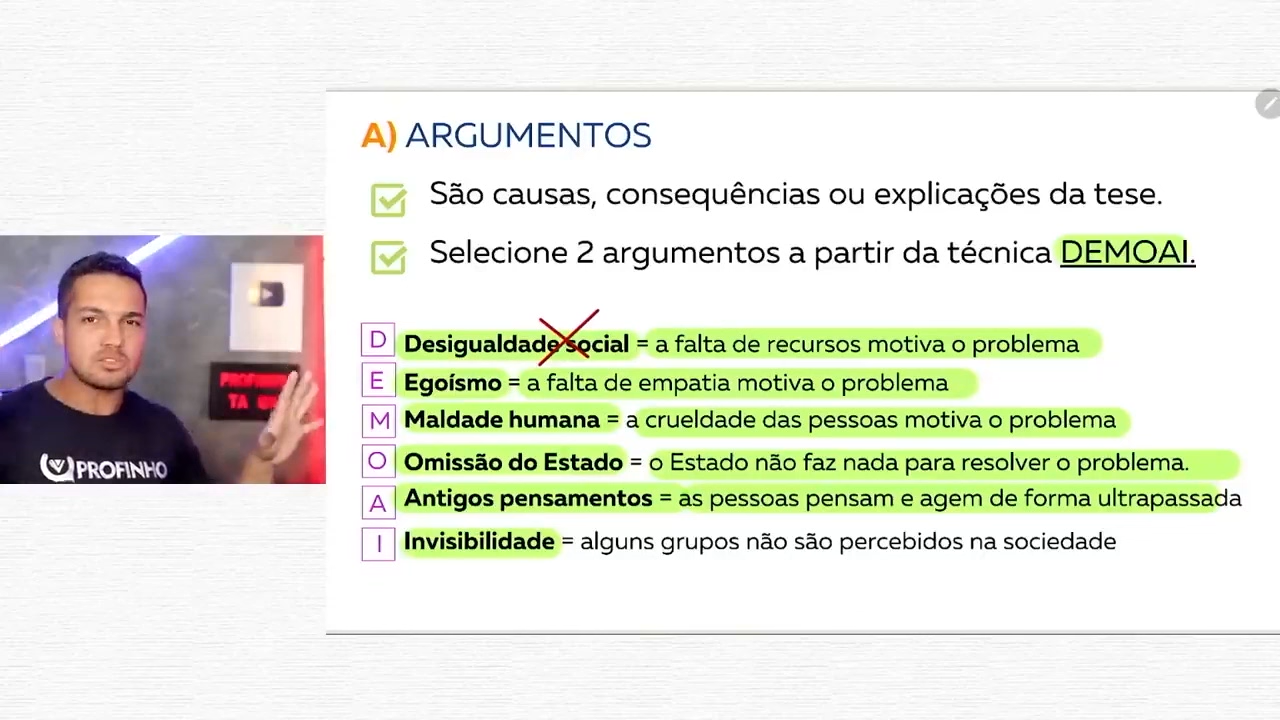 A) ARGUMENTOS
São causas, consequências ou explicações da tese.
Selecione 2 argumentos a partir da técnica DEMOAI.
D Desigualdade social = a falta de recursos motiva o problema
E Egoísmo = a falta de empatia motiva o problema
M Maldade humana = a crueldade das pessoas motiva o problema
O Omissão do Estado = o Estado não faz nada para resolver o problema.
A Antigos pensamentos = as pessoas pensam e agem de forma ultrapassada
I Invisibilidade = alguns grupos não são percebidos na sociedade
TA
PROFINHO